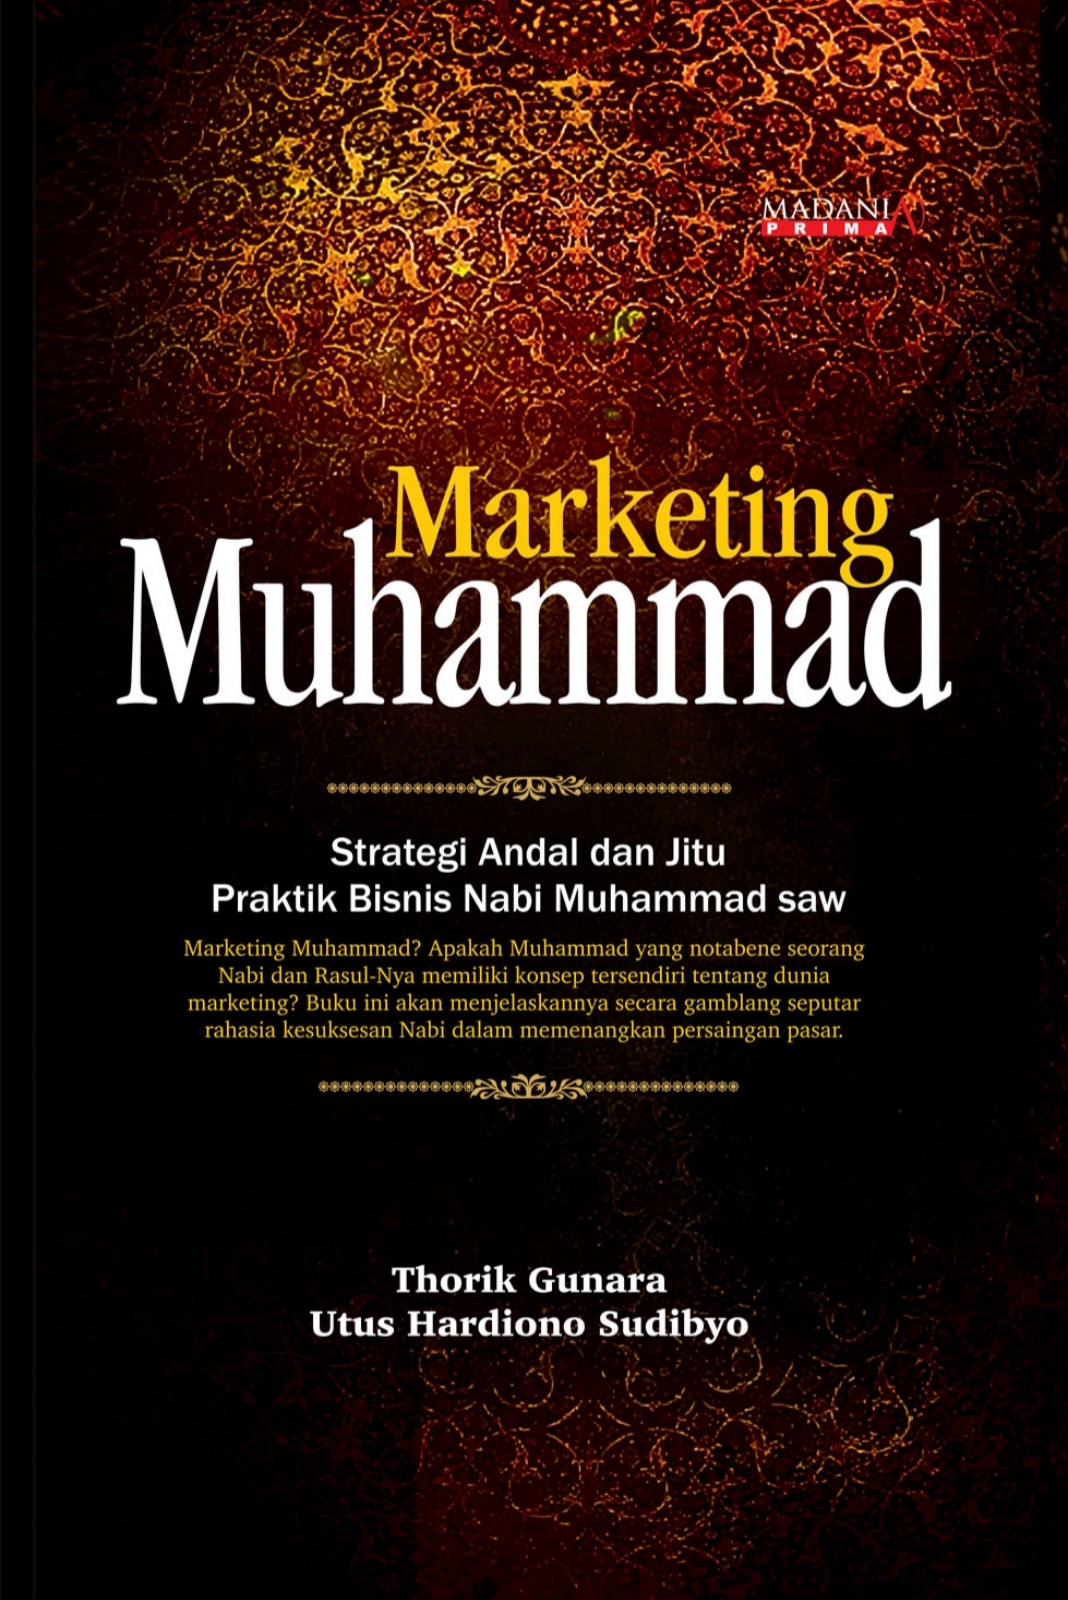 MADANIA
PRIMA
Marketing
Muhammad
Strategi Andal dan Jitu
Praktik Bisnis Nabi Muhammad saw
Marketing Muhammad? Apakah Muhammad yang notabene seorang
Nabi dan Rasul-Nya memiliki konsep tersendiri tentang dunia
marketing? Buku ini akan menjelaskannya secara gamblang seputar
rahasia kesuksesan Nabi dalam memenangkan persaingan pasar.
Thorik Gunara
Utus Hardiono Sudibyo